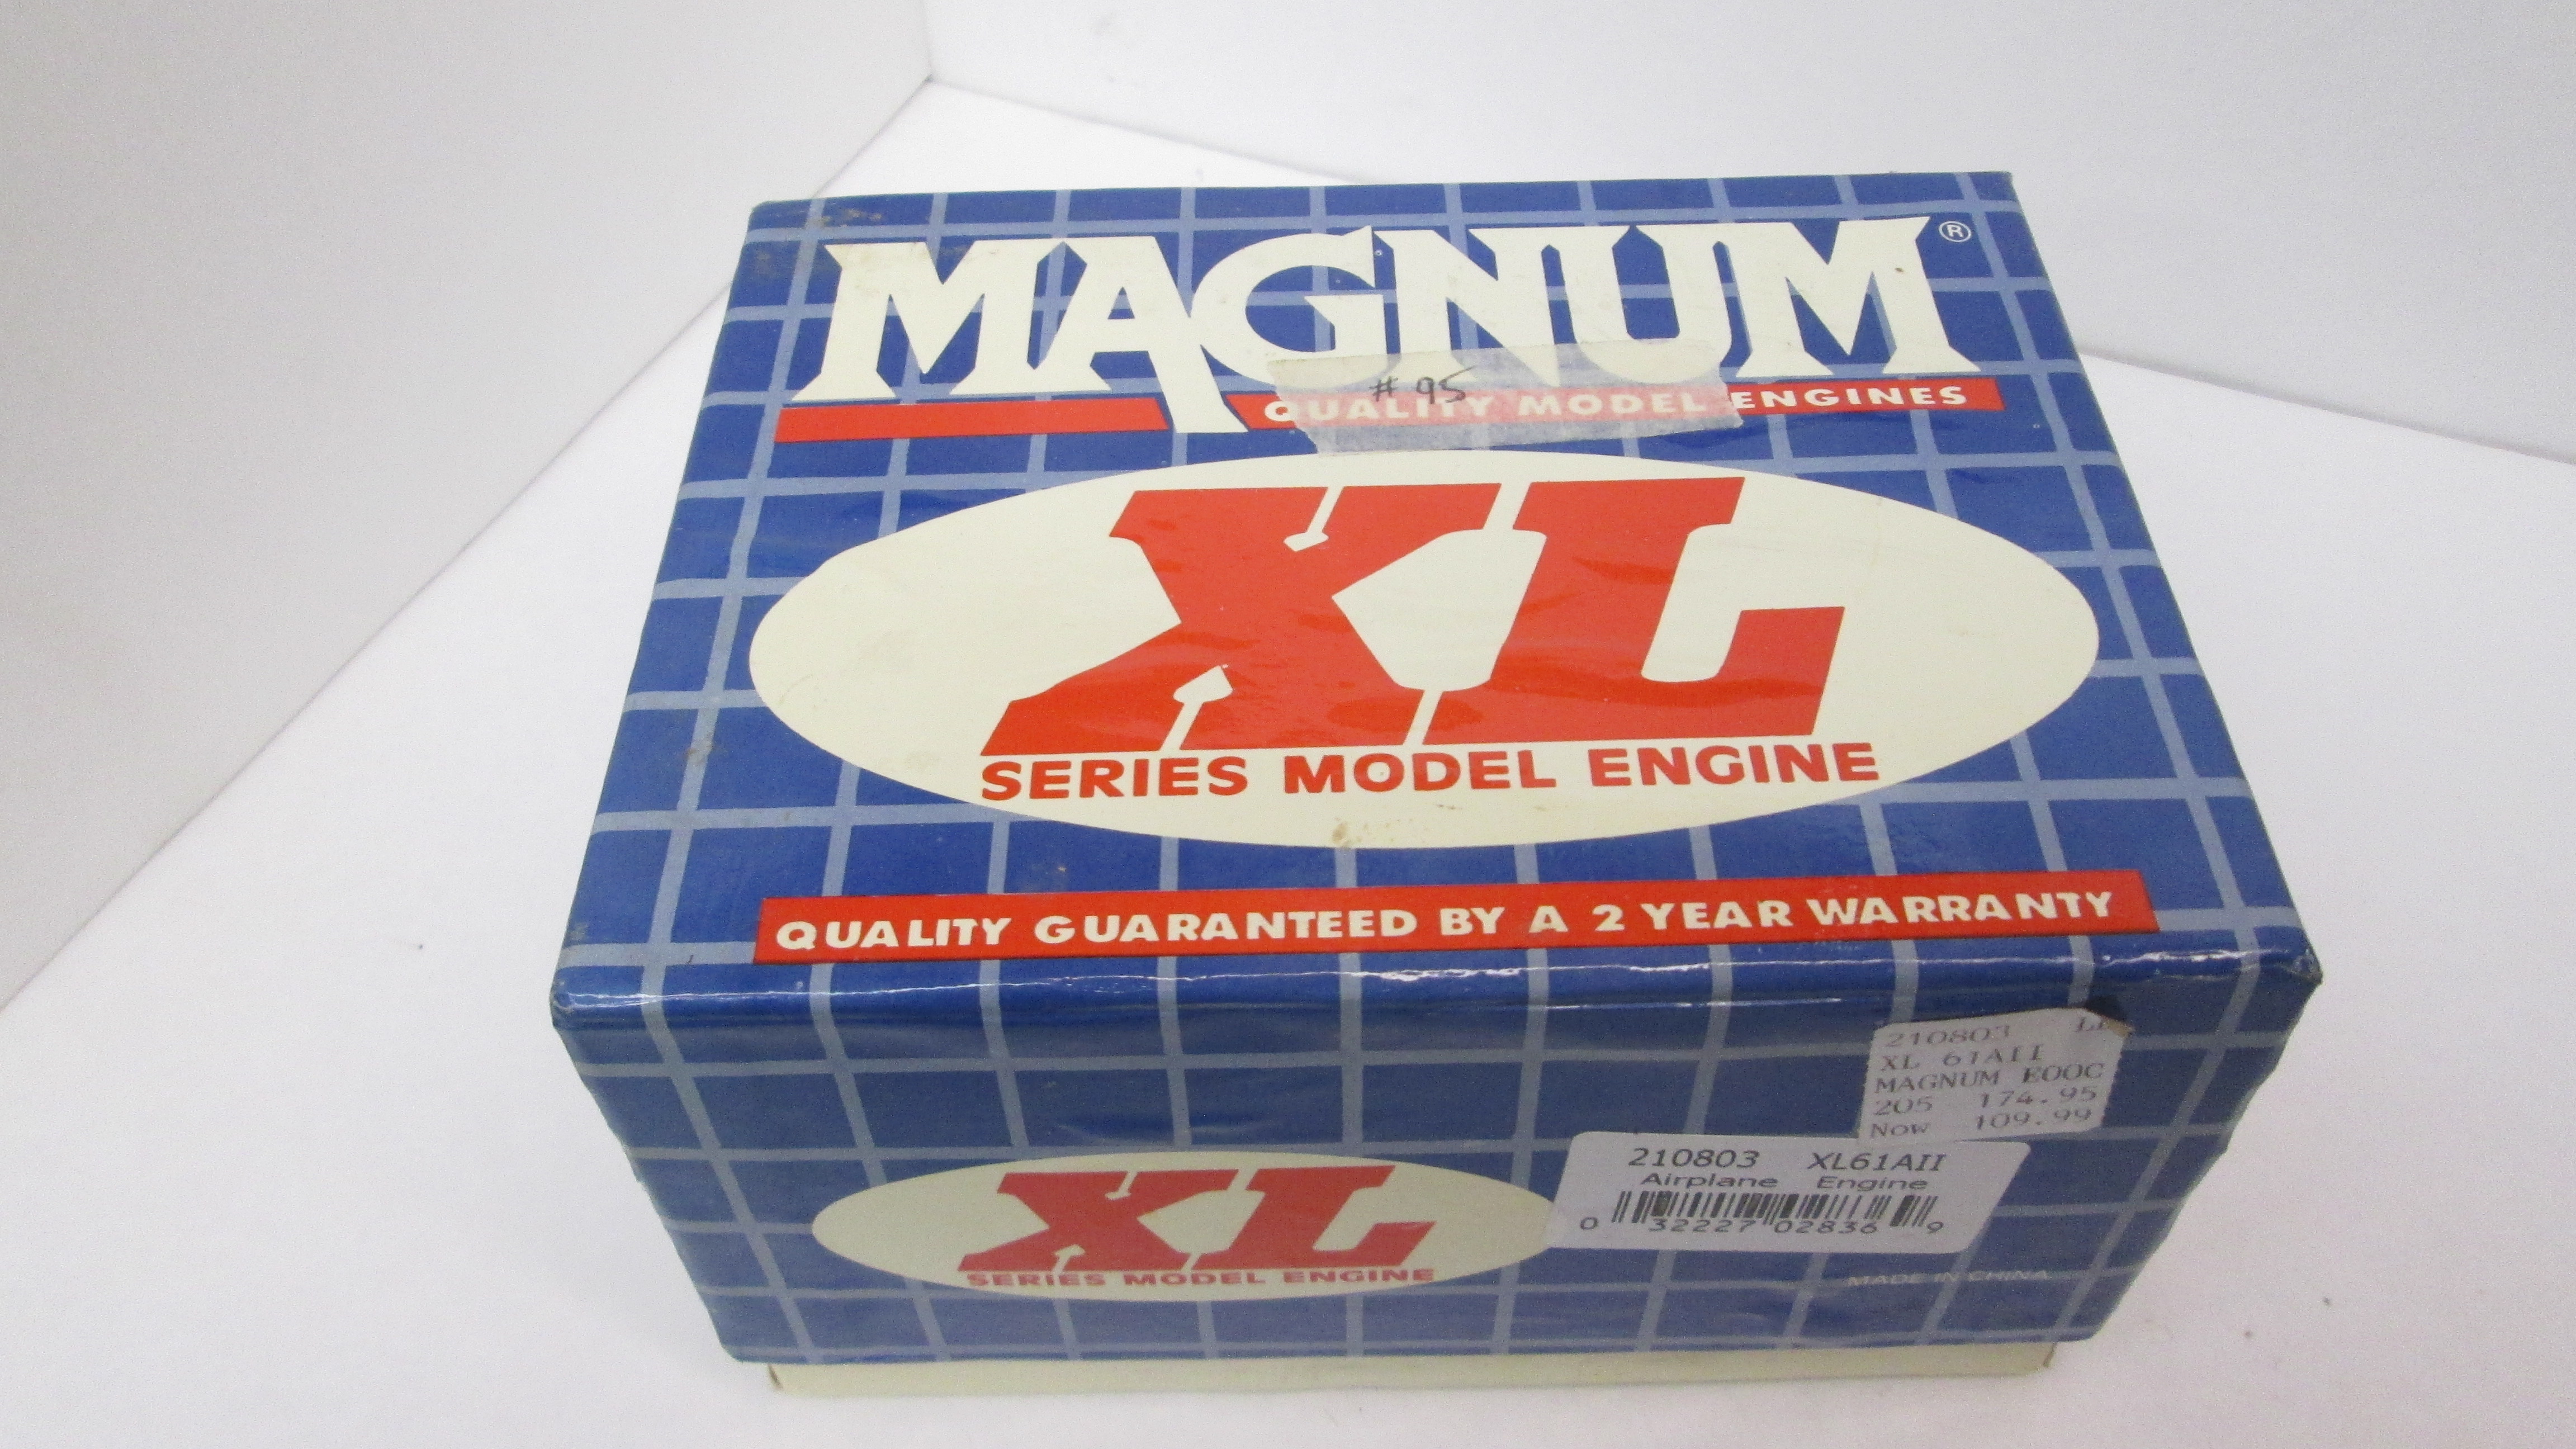 MAGNUM®
# 95
QUALITY MODEL ENGINES
XL
SERIES MODEL ENGINE
QUALITY GUARANTEED BY A 2 YEAR WARRANTY
210803
XL 61AII
MAGNUM EOOC
205 174.95
Now 109.99
210803 XL61AII
Airplane Engine
0 32227 02836 9
XL
SERIES MODEL ENGINE
MADE IN CHINA